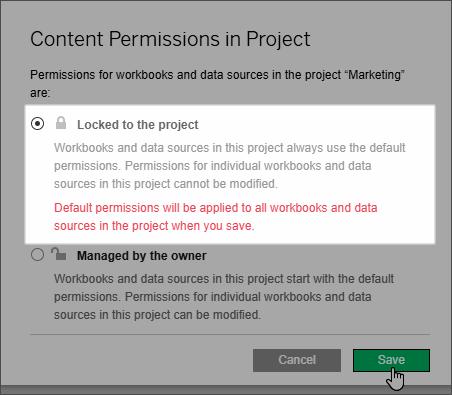 Content Permissions in Project
Permissions for workbooks and data sources in the project “Marketing”
are:
Locked to the project
Workbooks and data sources in this project always use the default
permissions. Permissions for individual workbooks and data
sources in this project cannot be modified.
Default permissions will be applied to all workbooks and data
sources in the project when you save.
Managed by the owner
Workbooks and data sources in this project start with the default
permissions. Permissions for individual workbooks and data
sources in this project can be modified.
Cancel
Save